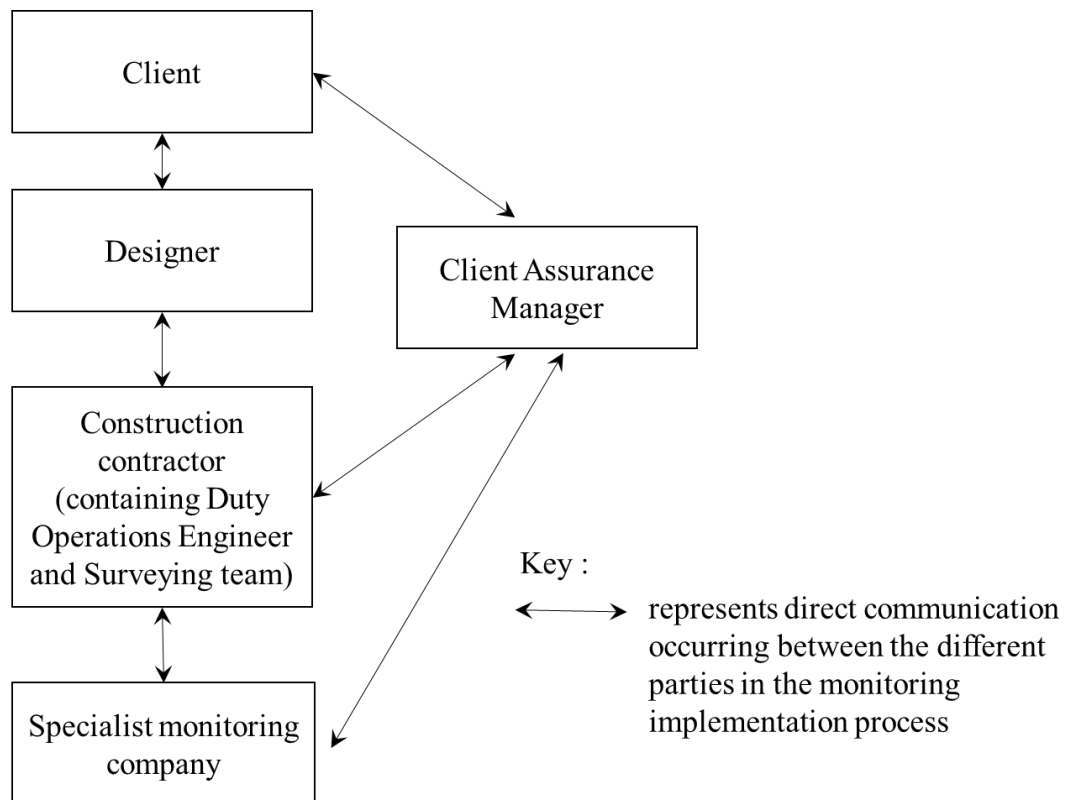 Client
Designer
Client Assurance
Manager
Construction
contractor
(containing Duty
Operations Engineer
and Surveying team)
Key :
represents direct communication
occurring between the different
parties in the monitoring
implementation process
Specialist monitoring
company